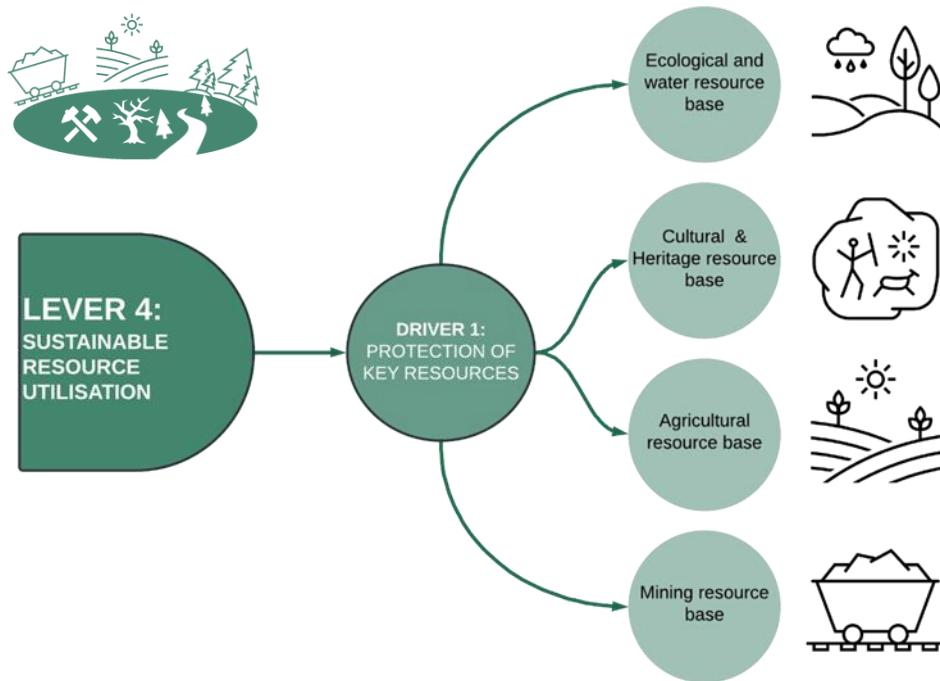 LEVER 4:
SUSTAINABLE
RESOURCE
UTILISATION
DRIVER 1:
PROTECTION OF
KEY RESOURCES
Ecological and
water resource
base
Cultural & 
Heritage resource
base
Agricultural
resource base
Mining resource
base